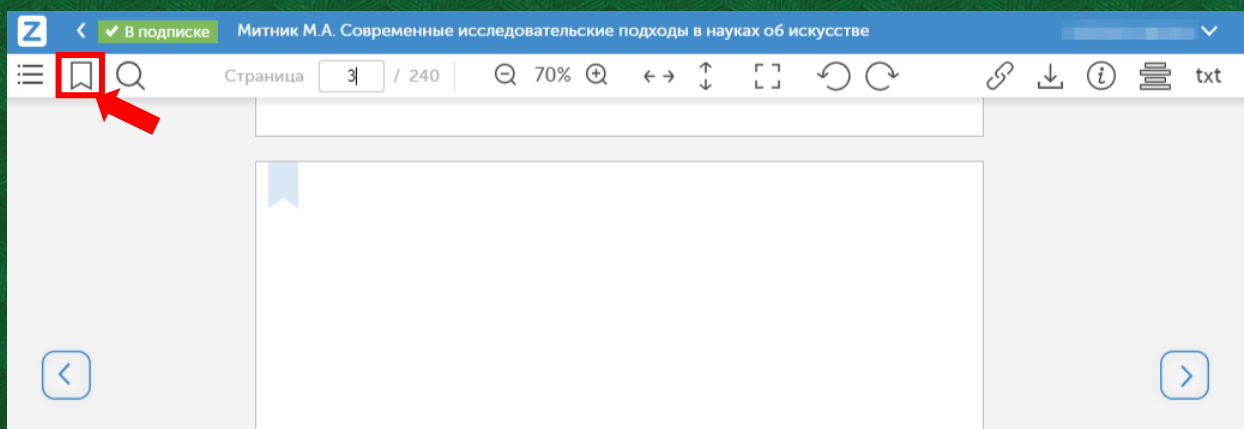 Z В подписке Митник М.А. Современные исследовательские подходы в науках об искусстве
Страница 3 / 240 70% txt